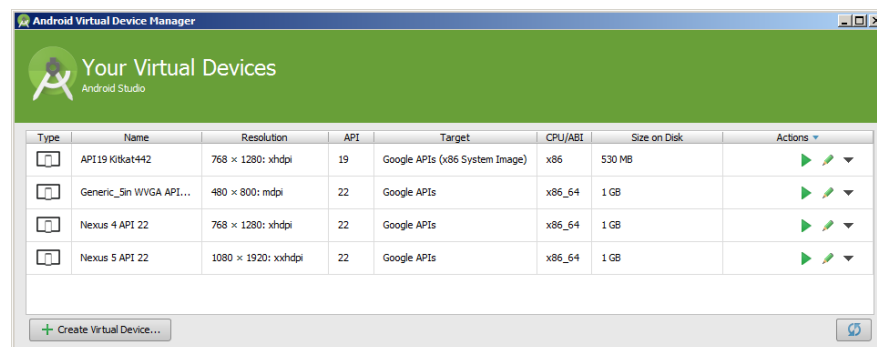 Android Virtual Device Manager
Your Virtual Devices
Android Studio
Type Name Resolution API Target CPU/ABI Size on Disk Actions
API19 Kitkat442 768 × 1280: xhdpi 19 Google APIs (x86 System Image) x86 530 MB
Generic_5in WVGA API... 480 × 800: mdpi 22 Google APIs x86_64 1 GB
Nexus 4 API 22 768 × 1280: xhdpi 22 Google APIs x86_64 1 GB
Nexus 5 API 22 1080 × 1920: xxhdpi 22 Google APIs x86_64 1 GB
Create Virtual Device...